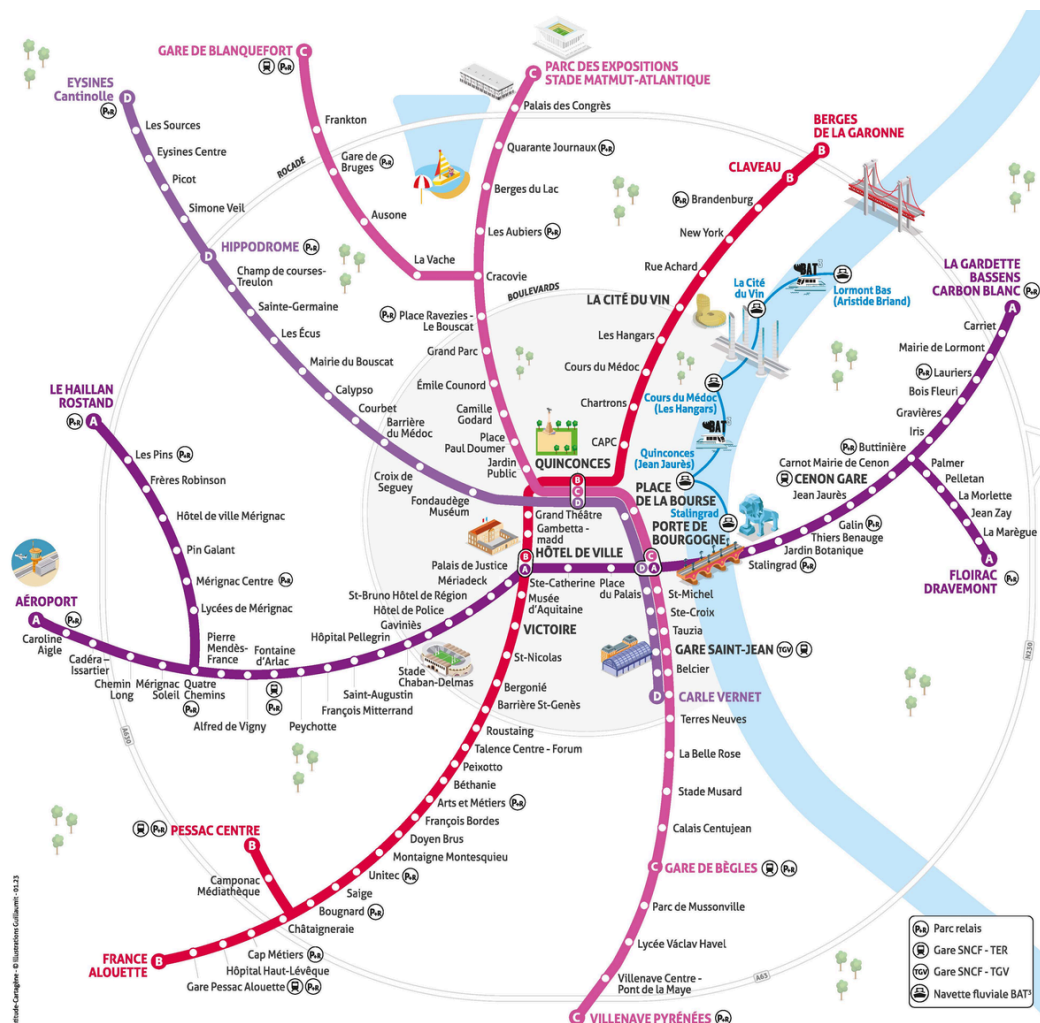 GARE DE BLANQUEFORT
C
P+R
Frankton
Gare de
Bruges
P+R
Ausone
La Vache
ROCADE
C
PARC DES EXPOSITIONS
STADE MATMUT-ATLANTIQUE
Palais des Congrès
Quarante Journaux
P+R
Berges du Lac
Les Aubiers
P+R
Cracovie
BOULEVARDS
P+R
Place Ravezies -
Le Bouscat
Grand Parc
Émile Counord
Camille
Godard
Place
Paul Doumer
Jardin
Public
EYSINES
Cantinolle
D
P+R
Les Sources
Eysines Centre
Picot
Simone Veil
D
HIPPODROME
P+R
Champ de courses-
Treulon
Sainte-Germaine
Les Écus
Mairie du Bouscat
Calypso
Courbet
Barrière
du Médoc
Croix de
Seguey
Fondaudège
Muséum
BERGES
DE LA GARONNE
B
CLAVEAU
B
P+R
Brandenburg
New York
Rue Achard
LA CITÉ DU VIN
Les Hangars
Cours du Médoc
Chartrons
CAPC
QUINCONCES
B
C
D
La Cité
du Vin
BAT3
Lormont Bas
(Aristide Briand)
Cours du Médoc
(Les Hangars)
BAT3
Quinconces
(Jean Jaurès)
Stalingrad
LA GARDETTE
BASSENS
CARBON BLANC
P+R
A
Carriet
Mairie de Lormont
P+R
Lauriers
Bois Fleuri
Gravières
Iris
P+R
Buttinière
Carnot Mairie de Cenon
CENON GARE
Jean Jaurès
Galin
P+R
Thiers Benauge
Jardin Botanique
Stalingrad
P+R
Palmer
Pelletan
La Morlette
Jean Zay
La Marègue
A
FLOIRAC
DRAVEMONT
P+R
LE HAILLAN
ROSTAND
P+R
A
Les Pins
P+R
Frères Robinson
Hôtel de ville Mérignac
Pin Galant
Mérignac Centre
P+R
Lycées de Mérignac
AÉROPORT
A
P+R
Caroline
Aigle
Cadéra-
Issartier
Chemin
Long
Mérignac
Soleil
Quatre
Chemins
P+R
Pierre
Mendès-
France
Alfred de Vigny
Fontaine
d'Arlac
P+R
Peychotte
François Mitterrand
Saint-Augustin
Hôpital Pellegrin
Stade
Chaban-Delmas
Gaviniès
Hôtel de Police
St-Bruno Hôtel de Région
Mériadeck
Palais de Justice
Grand Théâtre
Gambetta -
madd
HÔTEL DE VILLE
B
A
Ste-Catherine
Place
du Palais
PLACE
DE LA BOURSE
PORTE DE
BOURGOGNE
C
D
A
Musée
d'Aquitaine
VICTOIRE
St-Nicolas
Bergonié
Barrière St-Genès
Roustaing
Talence Centre - Forum
Peixotto
Béthanie
Arts et Métiers
P+R
François Bordes
Doyen Brus
Montaigne Montesquieu
Unitec
P+R
Saige
Bougnard
P+R
Châtaigneraie
P+R
PESSAC CENTRE
B
Camponac
Médiathèque
Cap Métiers
P+R
Hôpital Haut-Lévêque
Gare Pessac Alouette
P+R
FRANCE
ALOUETTE
B
St-Michel
Ste-Croix
Tauzia
GARE SAINT-JEAN
TGV
Belcier
D
CARLE VERNET
Terres Neuves
La Belle Rose
Stade Musard
Calais Centujean
C
GARE DE BÈGLES
P+R
Parc de Mussonville
Lycée Václav Havel
Villenave Centre -
Pont de la Maye
C
VILLENAVE PYRÉNÉES
P+R
A630
N230
A63
P+R
Parc relais
Gare SNCF - TER
TGV
Gare SNCF - TGV
Navette fluviale BAT3
titude-Cartagène - © illustrations Guillaumit - 01.23